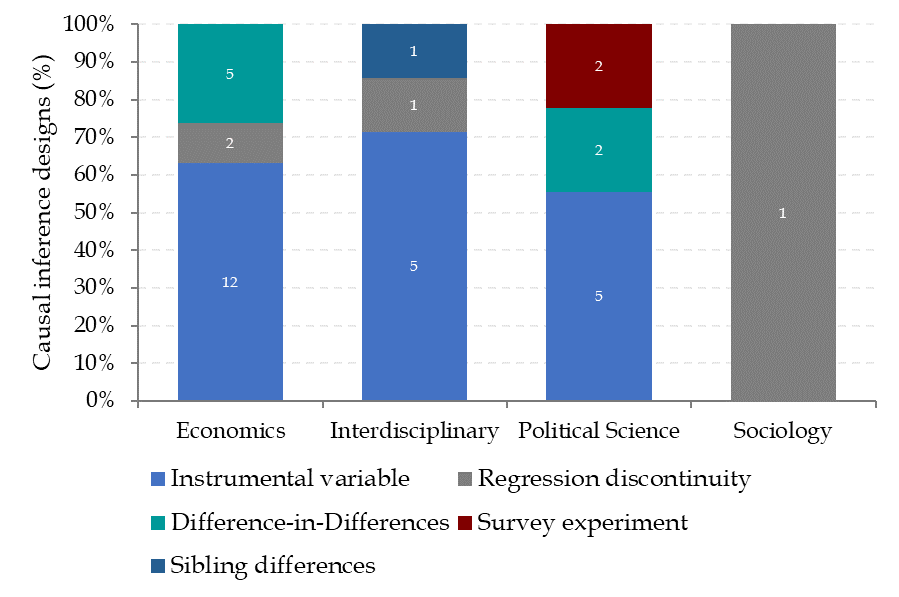 Causal inference designs (%)
100%
90%
80%
70%
60%
50%
40%
30%
20%
10%
0%
5
2
12
1
1
5
2
2
5
1
Economics
Interdisciplinary
Political Science
Sociology
Instrumental variable
Regression discontinuity
Difference-in-Differences
Survey experiment
Sibling differences